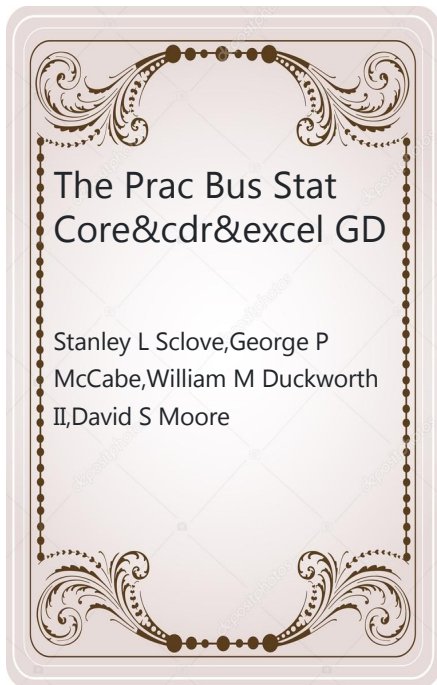 The Prac Bus Stat
Core&cdr&excel GD
Stanley L Sclove,George P
McCabe,William M Duckworth
II,David S Moore